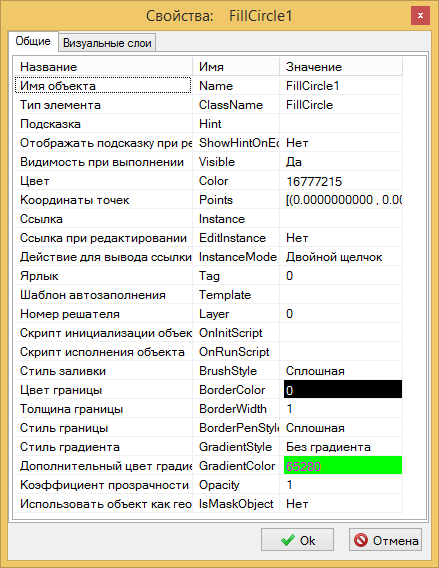 Свойства: FillCircle1
x
Общие Визуальные слои
Название Имя Значение
Имя объекта Name FillCircle1
Тип элемента ClassName FillCircle
Подсказка Hint
Отображать подсказку при ре ShowHintOnEd Нет
Видимость при выполнении Visible Да
Цвет Color 16777215
Координаты точек Points [(0.0000000000 , 0.00
Ссылка Instance
Ссылка при редактировании EditInstance Нет
Действие для вывода ссылки InstanceMode Двойной щелчок
Ярлык Tag 0
Шаблон автозаполнения Template
Номер решателя Layer 0
Скрипт инициализации объек OnInitScript
Скрипт исполнения объекта OnRunScript
Стиль заливки BrushStyle Сплошная
Цвет границы BorderColor 0
Толщина границы BorderWidth 1
Стиль границы BorderPenStyle Сплошная
Стиль градиента GradientStyle Без градиента
Дополнительный цвет градие GradientColor 65280
Коэффициент прозрачности Opacity 1
Использовать объект как гео IsMaskObject Нет
Ok Отмена